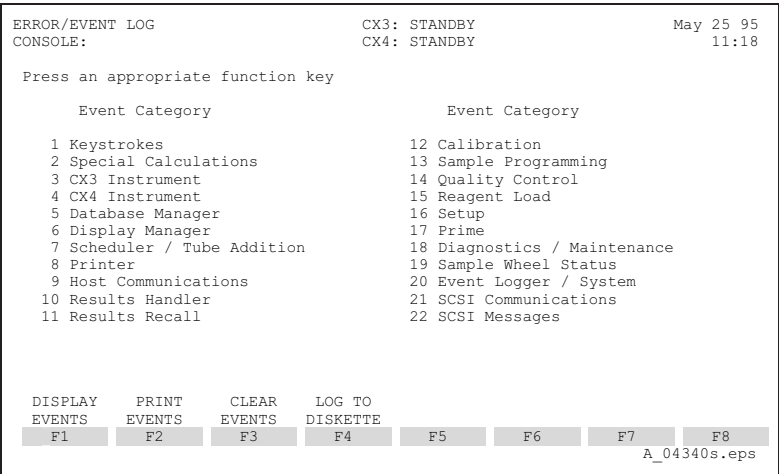 ERROR/EVENT LOG CX3: STANDBY May 25 95
CONSOLE: CX4: STANDBY 11:18
Press an appropriate function key
Event Category Event Category
1 Keystrokes 12 Calibration
2 Special Calculations 13 Sample Programming
3 CX3 Instrument 14 Quality Control
4 CX4 Instrument 15 Reagent Load
5 Database Manager 16 Setup
6 Display Manager 17 Prime
7 Scheduler / Tube Addition 18 Diagnostics / Maintenance
8 Printer 19 Sample Wheel Status
9 Host Communications 20 Event Logger / System
10 Results Handler 21 SCSI Communications
11 Results Recall 22 SCSI Messages
DISPLAY PRINT CLEAR LOG TO
EVENTS EVENTS EVENTS DISKETTE
F1 F2 F3 F4 F5 F6 F7 F8
A_04340s.eps